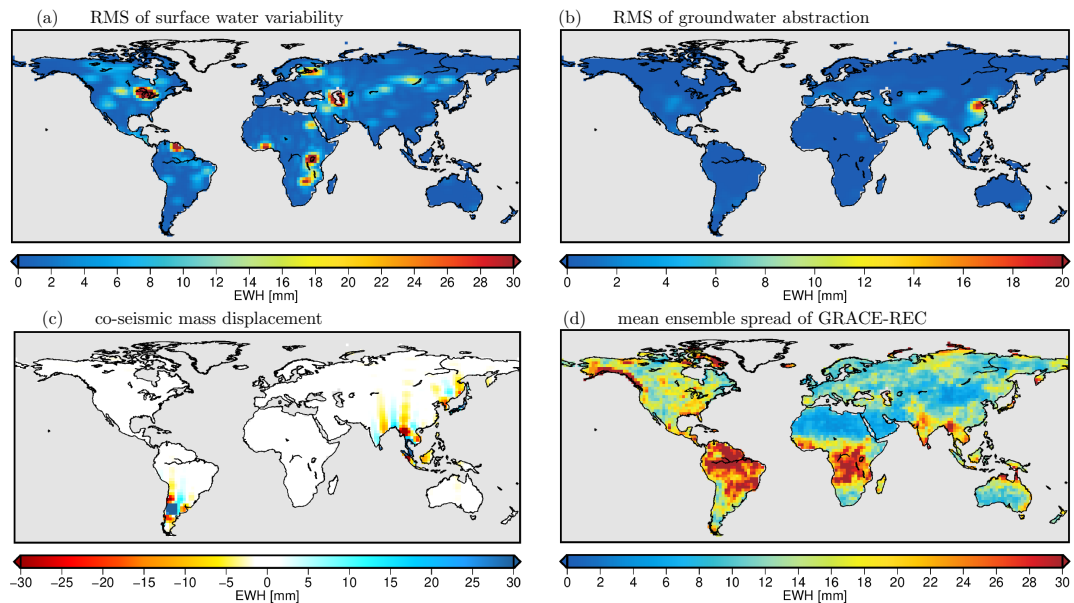 (a) RMS of surface water variability
(b) RMS of groundwater abstraction
0 2 4 6 8 10 12 14 16 18 20 22 24 26 28 30
EWH [mm]
0 2 4 6 8 10 12 14 16 18 20
EWH [mm]
(c) co-seismic mass displacement
(d) mean ensemble spread of GRACE-REC
−30 −25 −20 −15 −10 −5 0 5 10 15 20 25 30
EWH [mm]
0 2 4 6 8 10 12 14 16 18 20 22 24 26 28 30
EWH [mm]